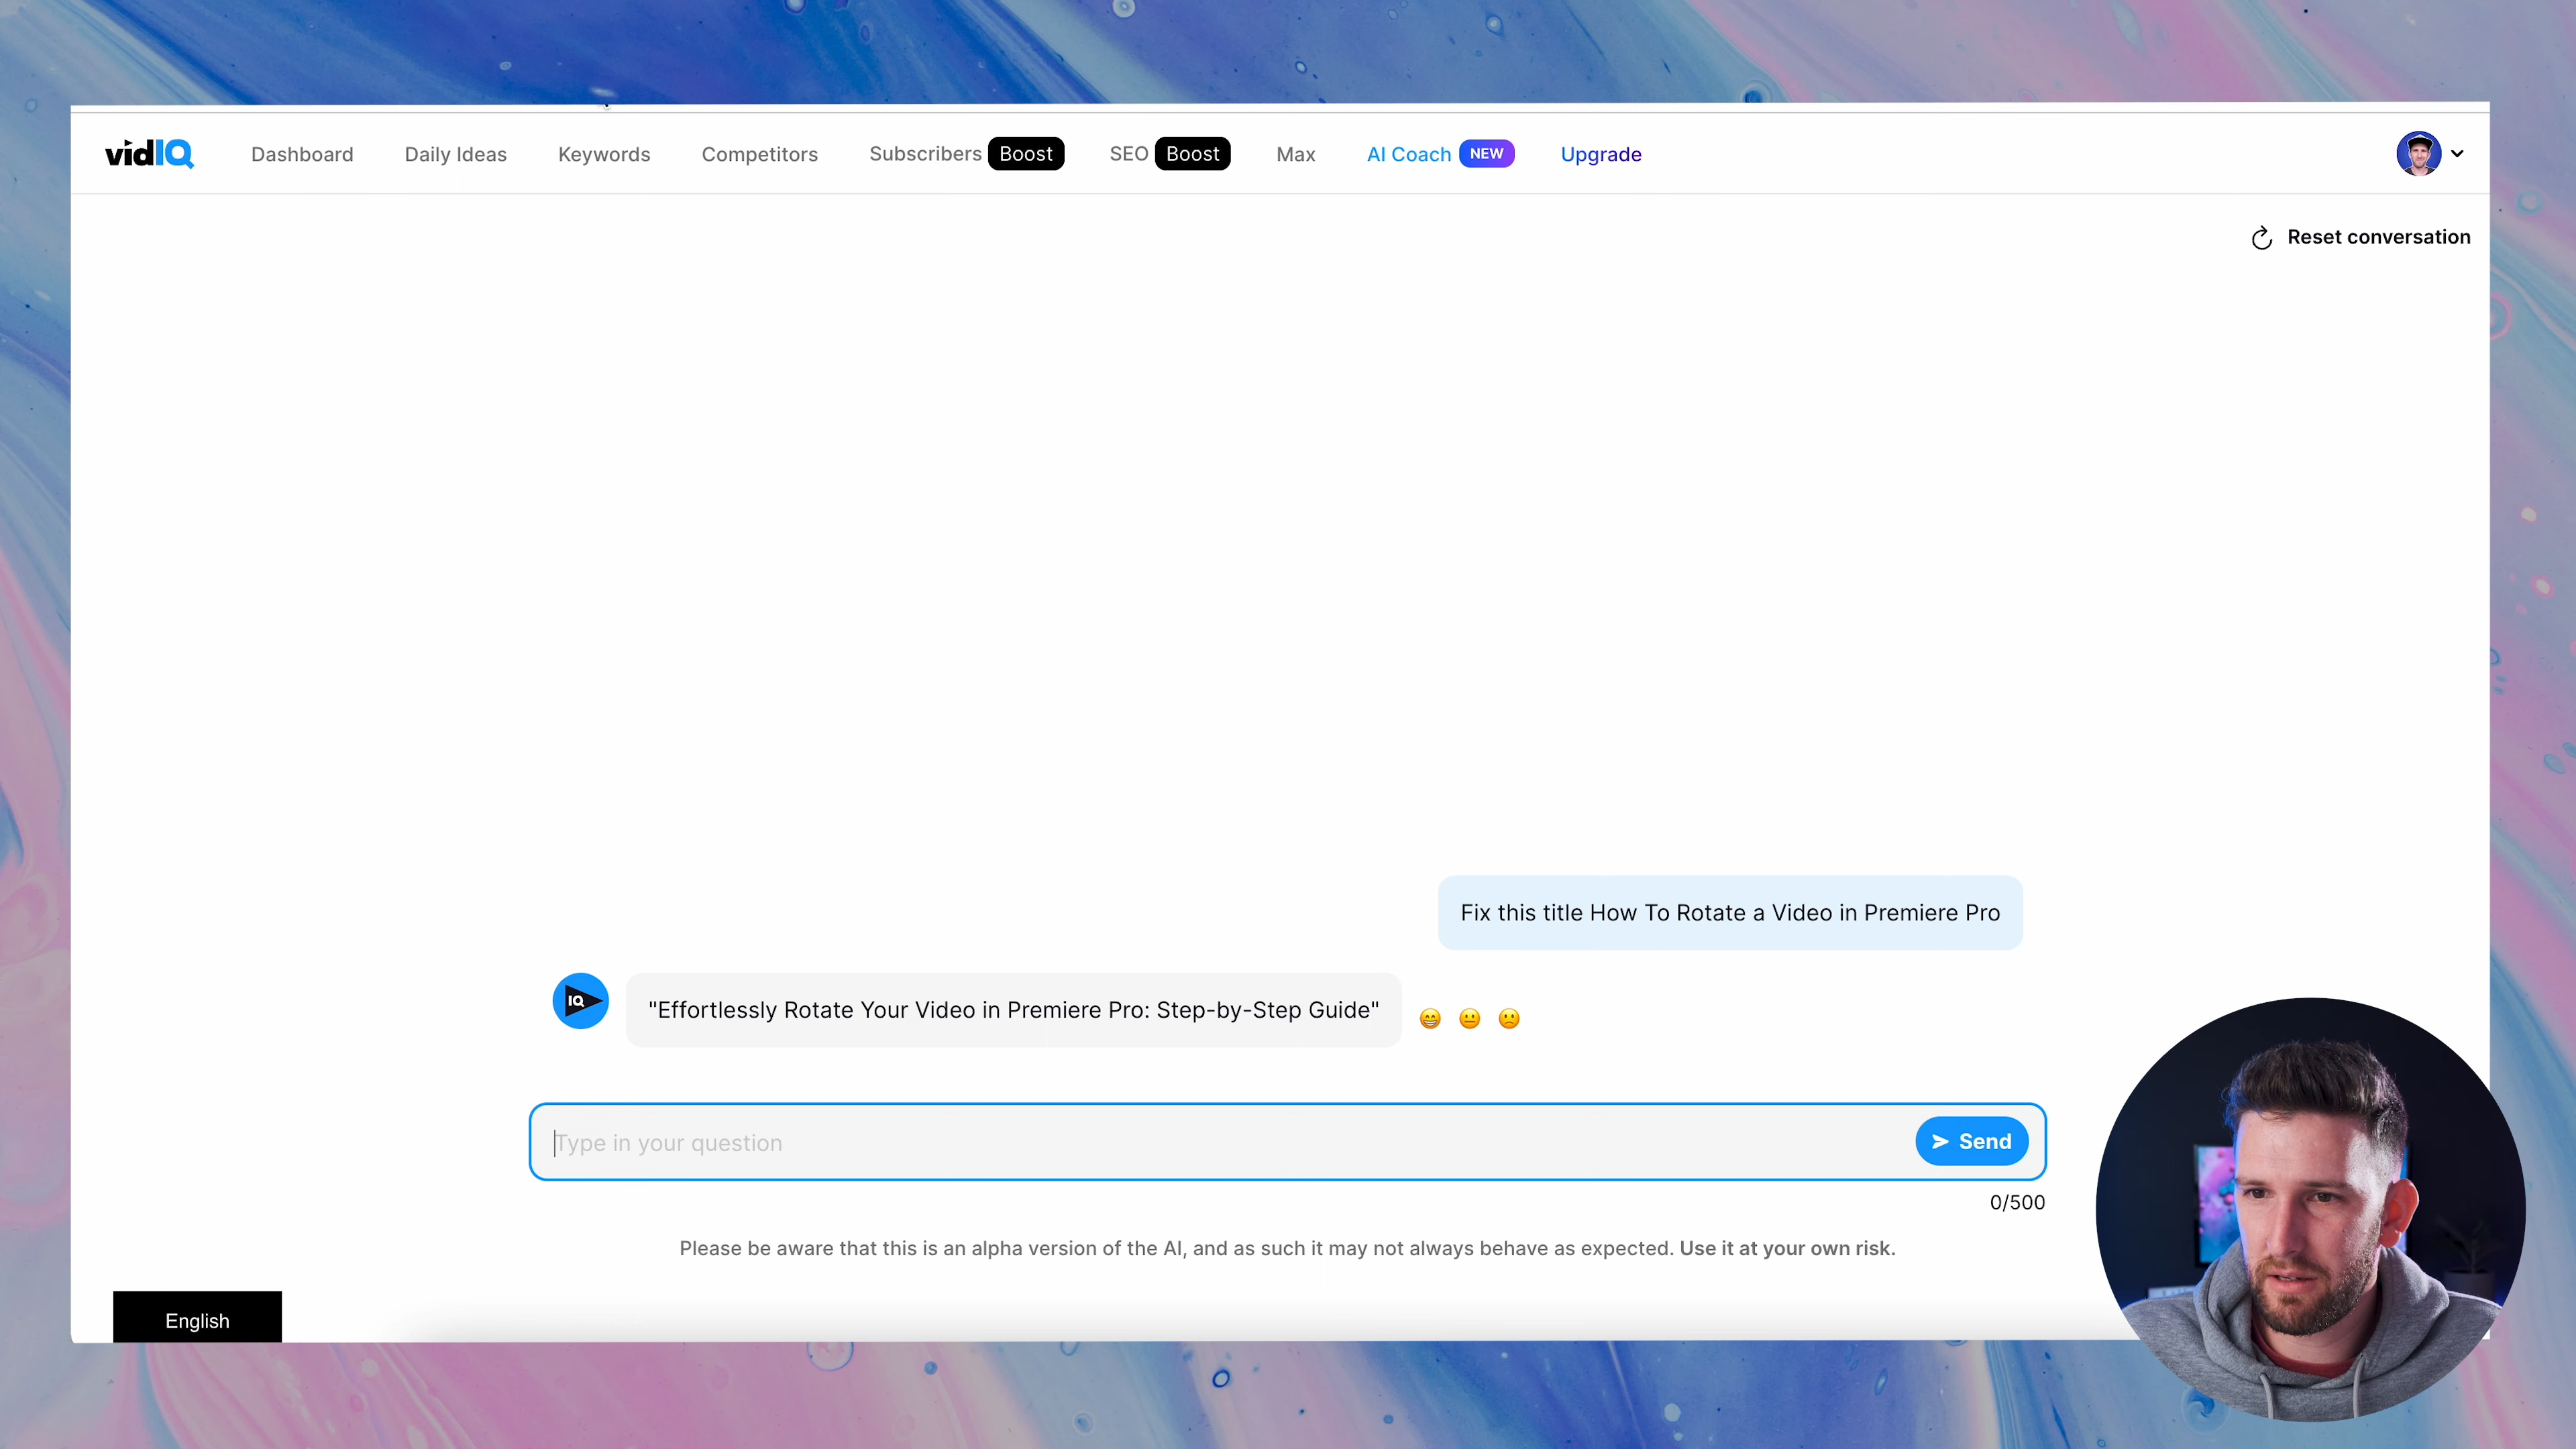 vidIQ
Dashboard
Daily Ideas
Keywords
Competitors
Subscribers Boost
SEO Boost
Max
AI Coach NEW
Upgrade
Reset conversation
Fix this title How To Rotate a Video in Premiere Pro
IQ
"Effortlessly Rotate Your Video in Premiere Pro: Step-by-Step Guide"
Type in your question
Send
0/500
Please be aware that this is an alpha version of the AI, and as such it may not always behave as expected. Use it at your own risk.
English